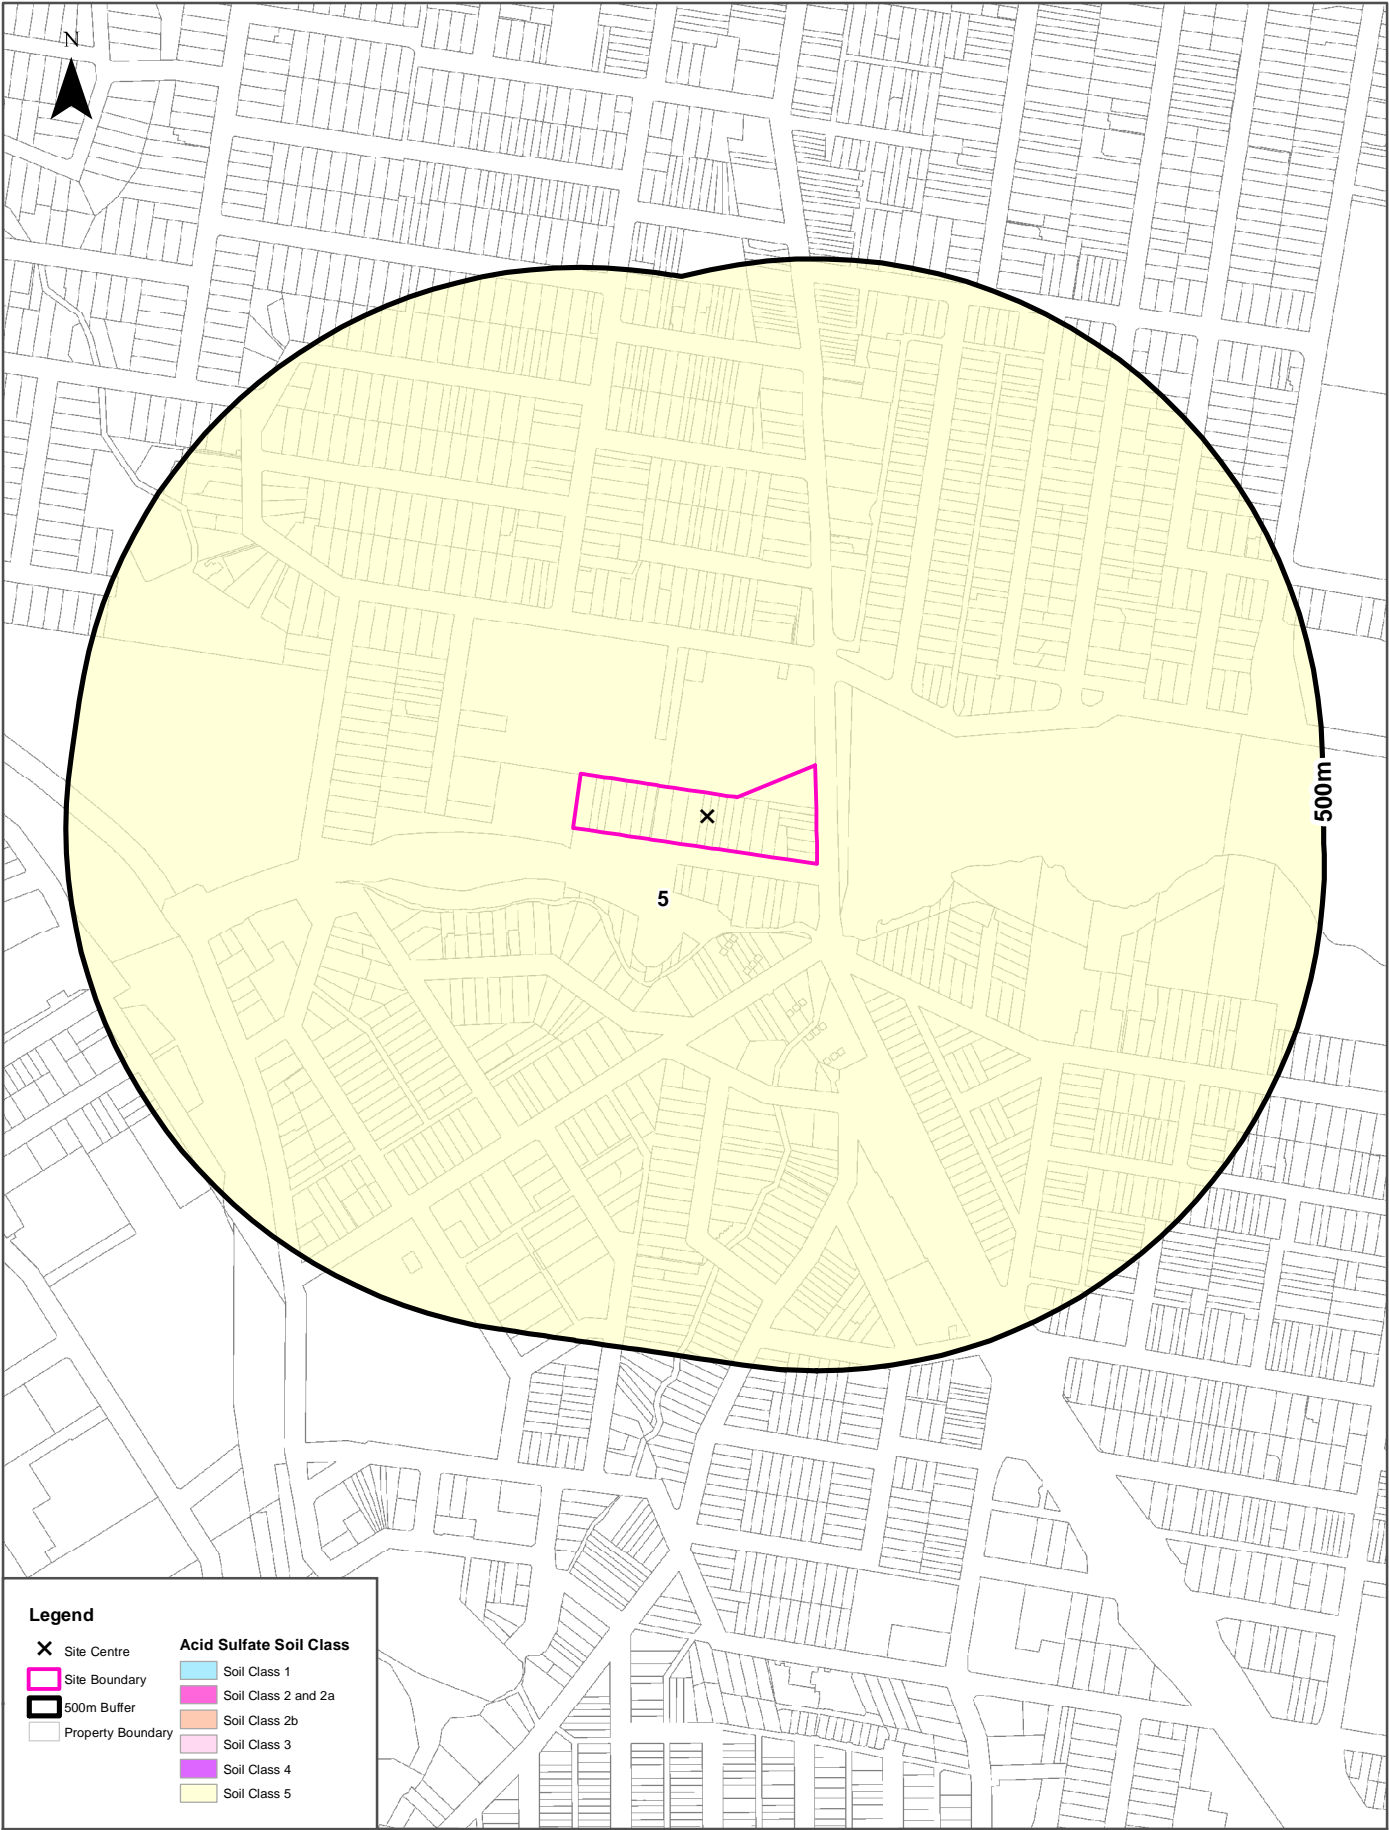 N
500m
5
Legend
Site Centre
Site Boundary
500m Buffer
Property Boundary
Acid Sulfate Soil Class
Soil Class 1
Soil Class 2 and 2a
Soil Class 2b
Soil Class 3
Soil Class 4
Soil Class 5